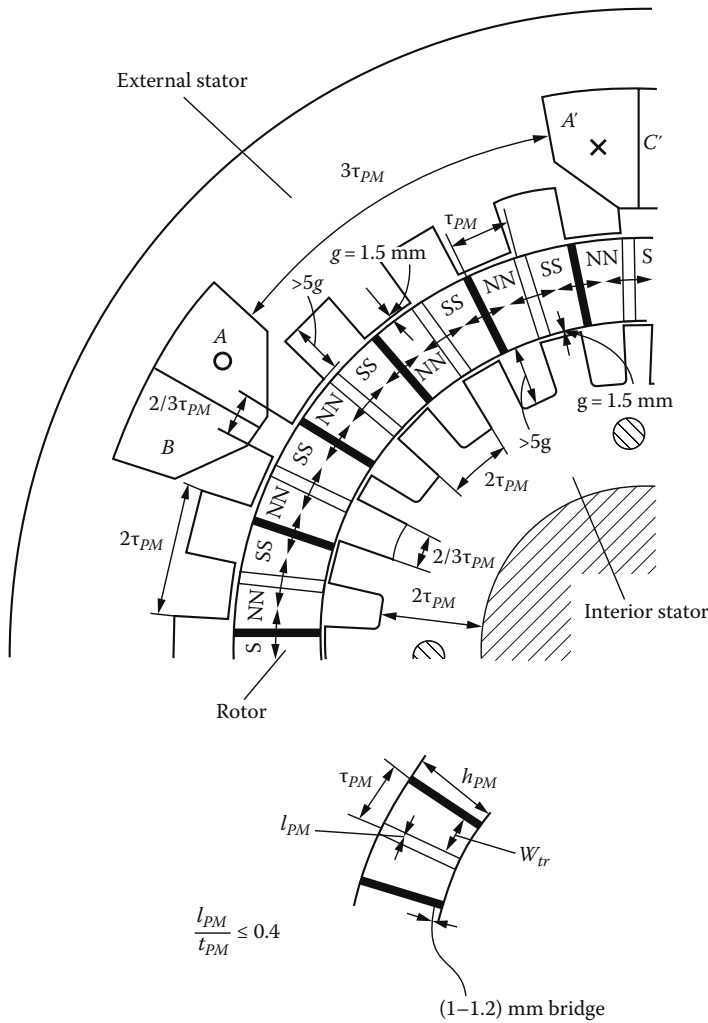 External stator
A′
C′
3τPM
τPM
g = 1.5 mm
>5g
A
2/3τPM
B
2τPM
SS
NN
SS
NN
S
SS
NN
SS
NN
SS
NN
SS
NN
S
g = 1.5 mm
>5g
2τPM
2/3τPM
2τPM
Interior stator
Rotor
τPM
hPM
lPM
Wtr
lPM
tPM
≤ 0.4
(1–1.2) mm bridge